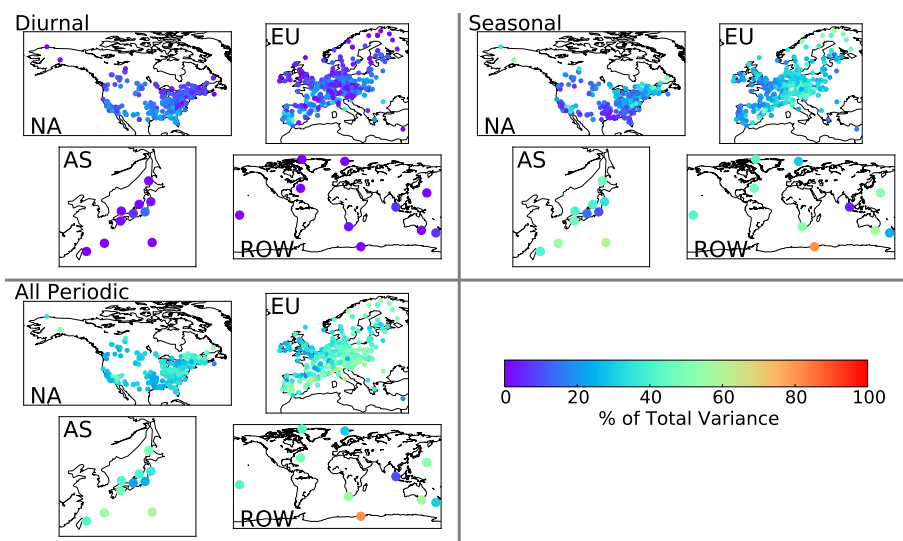 Diurnal
NA
EU
AS
ROW
Seasonal
NA
EU
AS
ROW
All Periodic
NA
EU
AS
ROW
0 20 40 60 80 100
% of Total Variance